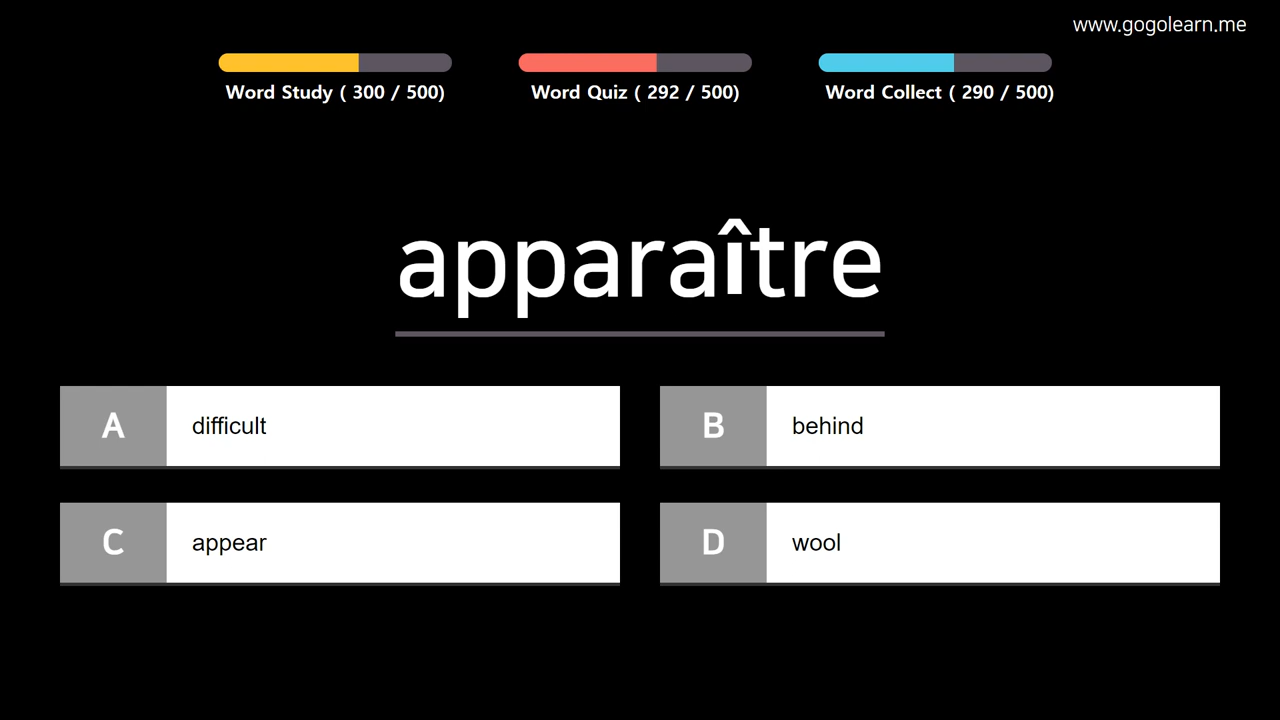 www.gogolearn.me
Word Study ( 300 / 500)
Word Quiz ( 292 / 500)
Word Collect ( 290 / 500)
apparaître
A difficult
B behind
C appear
D wool